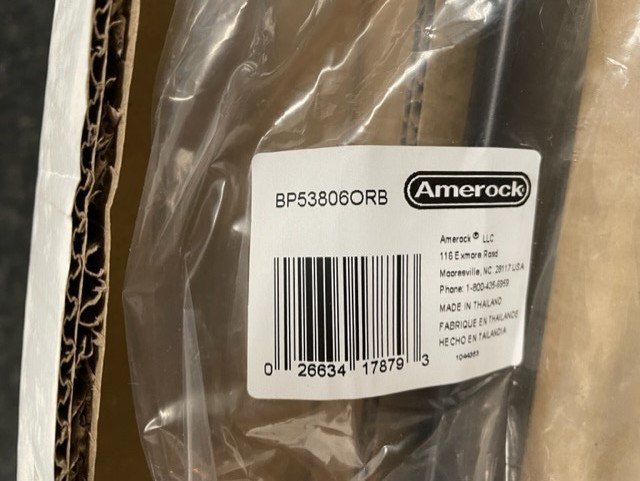 BP53806ORB
Amerock
Amerock® LLC
116 Exmore Road
Mooresville, NC. 28117 USA
Phone: 1-800-435-6959
MADE IN THAILAND
FABRIQUE EN THAILANDE
HECHO EN TAILANDIA
1044363
0 26634 17879 3